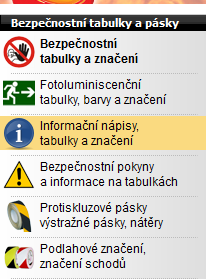 Bezpečnostní tabulky a pásky
Bezpečnostní
tabulky a značení
Fotoluminiscenční
tabulky, barvy a značení
Informační nápisy,
tabulky a značení
Bezpečnostní pokyny
a informace na tabulkách
Protiskluzové pásky
výstražné pásky, nátěry
Podlahové značení,
značení schodů